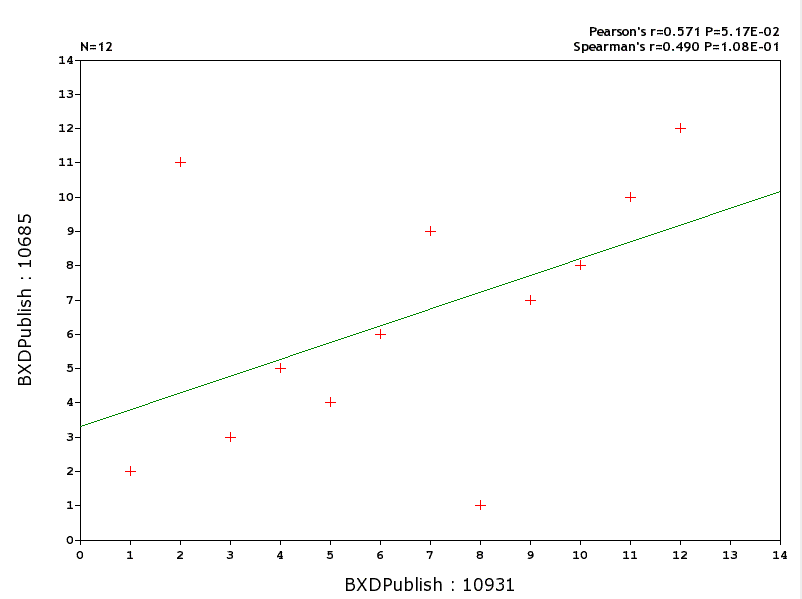 Pearson's r=0.571 P=5.17E-02
N=12
Spearman's r=0.490 P=1.08E-01
14
13
12
11
10
9
8
7
6
5
4
3
2
1
0
BXDPublish : 10685
0 1 2 3 4 5 6 7 8 9 10 11 12 13 14
BXDPublish : 10931